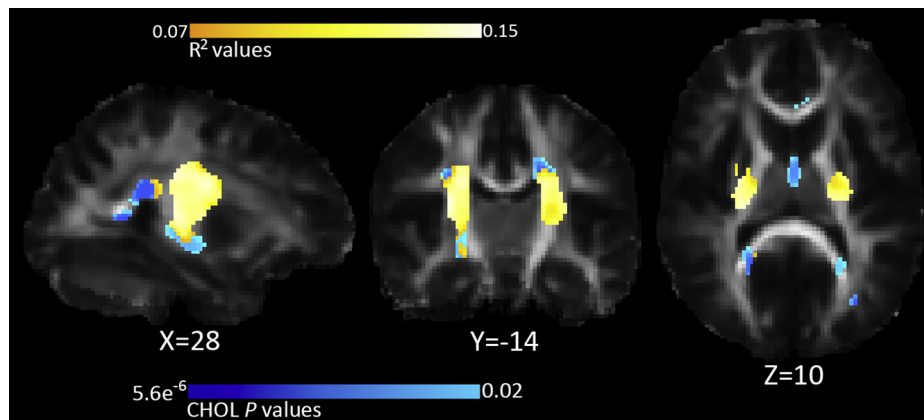 0.07 0.15
R² values
X=28 Y=-14 Z=10
5.6e⁻⁶ 0.02
CHOL P values